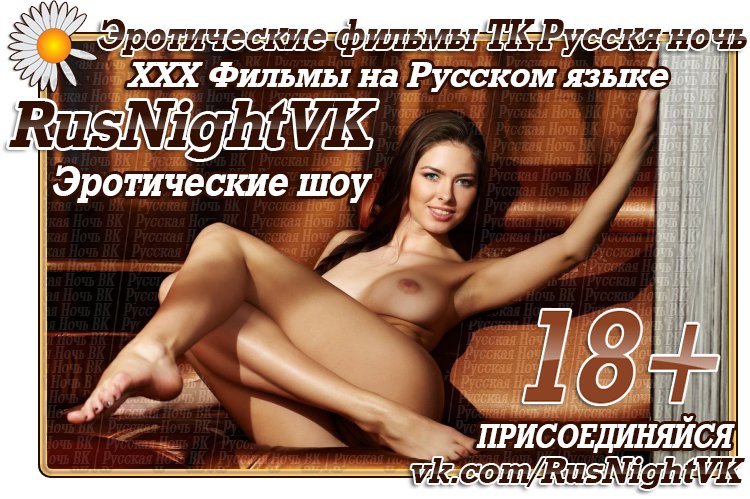 Эротические фильмы ТК Русскя ночь
XXX Фильмы на Русском языке
RusNightVK
Эротические шоу
18+
ПРИСОЕДИНЯЙСЯ
vk.com/RusNightVK